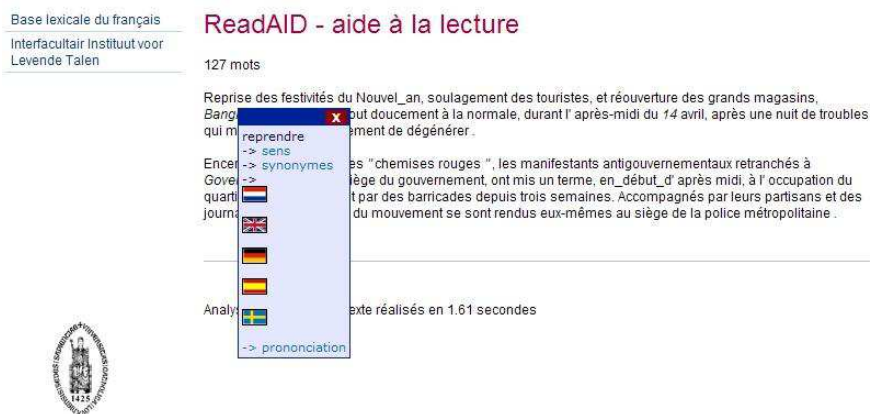 Base lexicale du français
Interfacultair Instituut voor
Levende Talen
ReadAID - aide à la lecture
127 mots
Reprise des festivités du Nouvel_an, soulagement des touristes, et réouverture des grands magasins,
out doucement à la normale, durant l' après-midi du 14 avril, après une nuit de troubles
qui m ement de dégénérer .
Encer es "chemises rouges ", les manifestants antigouvernementaux retranchés à
Gove iège du gouvernement, ont mis un terme, en_début_d' après midi, à l' occupation du
quarti t par des barricades depuis trois semaines. Accompagnés par leurs partisans et des
journa du mouvement se sont rendus eux-mêmes au siège de la police métropolitaine .
X
reprendre
-> sens
-> synonymes
->
-> prononciation
Analy exte réalisés en 1.61 secondes
1425